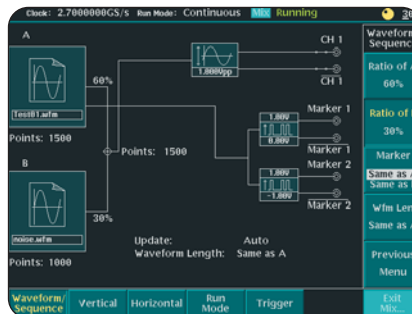 Clock: 2.7000000GS/s Run Mode: Continuous Mix Running
A
Test01.wfm
Points: 1500
60%
Points: 1500
B
noise.wfm
Points: 1000
30%
1.000Vpp
CH 1
CH 1
Marker 1
1.00V
0.00V
Marker 1
Marker 2
1.00V
-1.00V
Marker 2
Update: Auto
Waveform Length: Same as A
Waveform
Sequence
Ratio of
60%
Ratio of
30%
Marker
Same as
Same as
Wfm Len
Same as
Previous
Menu
Exit
Mix...
Waveform/
Sequence
Vertical
Horizontal
Run
Mode
Trigger